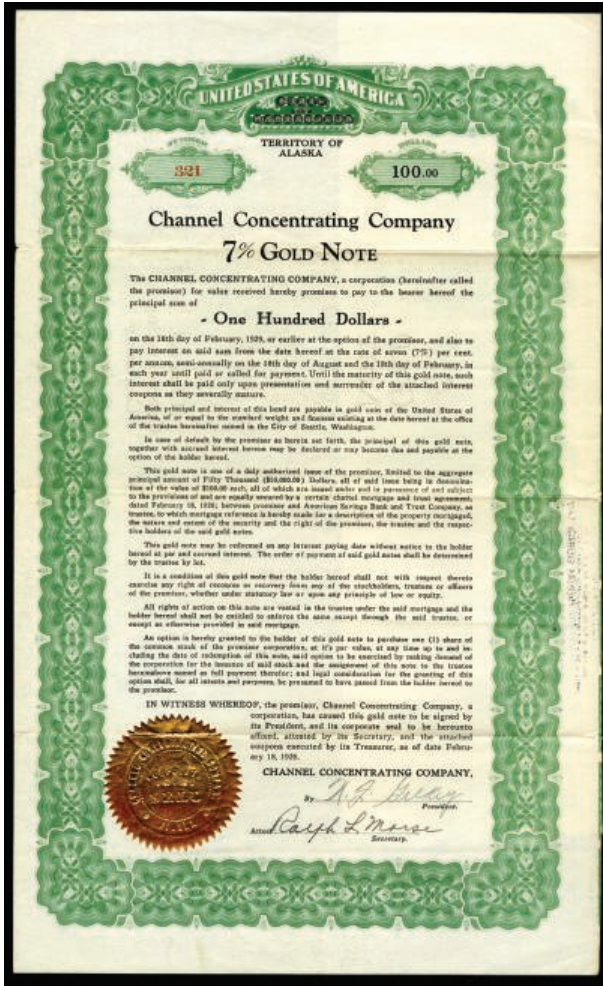 UNITED STATES OF AMERICA
TERRITORY OF
ALASKA
NUMBER
DOLLARS
321
100.00
Channel Concentrating Company
7% GOLD NOTE
The CHANNEL CONCENTRATING COMPANY, a corporation (hereinafter called
the promisor) for value received hereby promises to pay to the bearer hereof the
principal sum of
- One Hundred Dollars -
on the 18th day of February, 1929, or earlier at the option of the promisor, and also to
pay interest on said sum from the date hereof at the rate of seven (7%) per cent.
per annum, semi-annually on the 18th day of August and the 18th day of February, in
each year until paid or called for payment. Until the maturity of this gold note, such
interest shall be paid only upon presentation and surrender of the attached interest
coupons as they severally mature.
Both principal and interest of this bond are payable in gold coin of the United States of
America, of or equal to the standard weight and fineness existing at the date hereof at the office
of the trustee hereinafter named in the City of Seattle, Washington.
In case of default by the promisor as herein set forth, the principal of this gold note,
together with accrued interest hereon may be declared or may become due and payable at the
option of the holder hereof.
This gold note is one of a duly authorized issue of the promisor, limited to the aggregate
principal amount of Fifty Thousand ($50,000.00) Dollars, all of said issue being in denomina-
tion of the value of $100.00 each, all of which are issued under and in pursuance of and subject
to the provisions of and are equally secured by a certain chattel mortgage and trust agreement,
dated February 18, 1926; between promisor and American Savings Bank and Trust Company, as
trustee, to which mortgage reference is hereby made for a description of the property mortgaged,
the nature and extent of the security and the right of the promisor, the trustee and the respec-
tive holders of the said gold notes.
This gold note may be redeemed on any interest paying date without notice to the holder
hereof at par and accrued interest. The order of payment of said gold notes shall be determined
by the trustee by lot.
It is a condition of this gold note that the holder hereof shall not with respect thereto
exercise any right of recourse or recovery from any of the stockholders, trustees or officers
of the promisor, whether under statutory law or upon any principle of law or equity.
All rights of action on this note are vested in the trustee under the said mortgage and the
holder hereof shall not be entitled to enforce the same except through the said trustee, or
except as otherwise provided in said mortgage.
An option is hereby granted to the holder of this gold note to purchase one (1) share of
the common stock of the promisor corporation, at it's par value, at any time up to and in-
cluding the date of redemption of this note, said option to be exercised by making demand of
the corporation for the issuance of said stock and the assignment of this note to the trustee
hereinabove named as full payment therefor; and legal consideration for the granting of this
option shall, for all intents and purposes, be presumed to have passed from the holder hereof to
the promisor.
IN WITNESS WHEREOF, the promisor, Channel Concentrating Company, a
corporation, has caused this gold note to be signed by
its President, and its corporate seal to be hereunto
affixed, attested by its Secretary, and the attached
coupons executed by its Treasurer, as of date Febru-
ary 18, 1926.
CHANNEL CONCENTRATING COMPANY,
By
President.
Attest Ralph L Morse
Secretary.